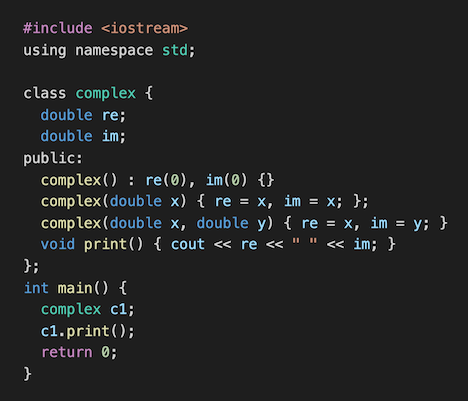 #include <iostream>
using namespace std;

class complex {
  double re;
  double im;
public:
  complex() : re(0), im(0) {}
  complex(double x) { re = x, im = x; };
  complex(double x, double y) { re = x, im = y; }
  void print() { cout << re << " " << im; }
};
int main() {
  complex c1;
  c1.print();
  return 0;
}